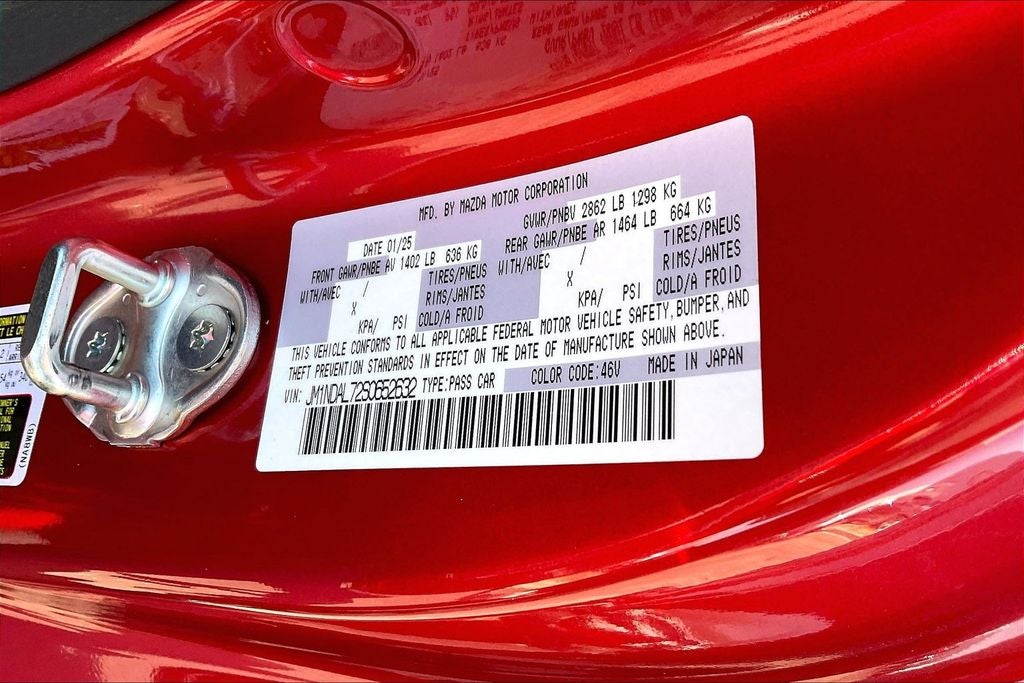 MFD. BY MAZDA MOTOR CORPORATION
DATE 01/25
GVWR/PNBV 2862 LB 1298 KG
FRONT GAWR/PNBE AV 1402 LB 636 KG
REAR GAWR/PNBE AR 1464 LB 664 KG
WITH/AVEC / TIRES/PNEUS
WITH/AVEC / TIRES/PNEUS
X RIMS/JANTES
X RIMS/JANTES
KPA/ PSI COLD/A FROID
KPA/ PSI COLD/A FROID
THIS VEHICLE CONFORMS TO ALL APPLICABLE FEDERAL MOTOR VEHICLE SAFETY, BUMPER, AND
THEFT PREVENTION STANDARDS IN EFFECT ON THE DATE OF MANUFACTURE SHOWN ABOVE.
VIN: JM1NDAL72S0652632 TYPE:PASS CAR COLOR CODE:46V MADE IN JAPAN
(NA8WB)